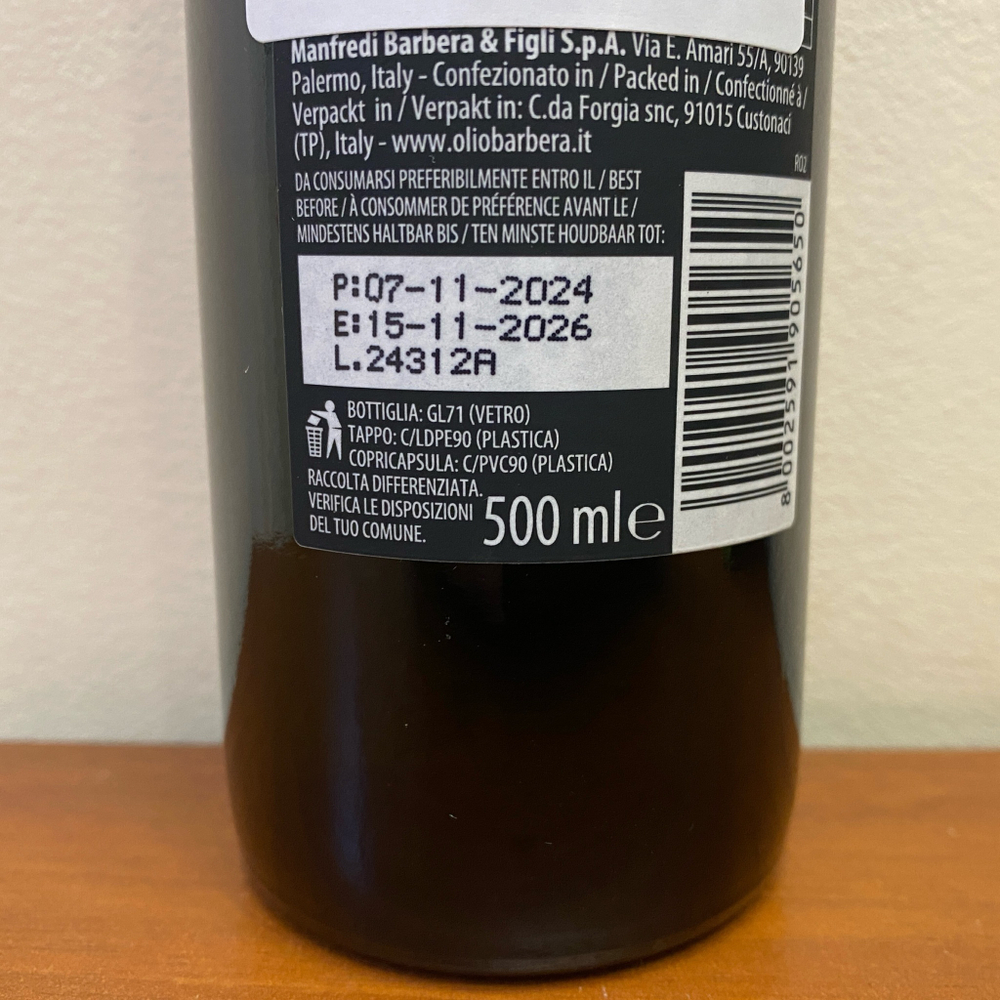 Manfredi Barbera & Figli S.p.A. Via E. Amari 55/A, 90139
Palermo, Italy - Confezionato in / Packed in / Confectionné à /
Verpackt in / Verpakt in: C.da Forgia snc, 91015 Custonaci
(TP), Italy - www.oliobarbera.it
R02
DA CONSUMARSI PREFERIBILMENTE ENTRO IL / BEST
BEFORE / À CONSOMMER DE PRÉFÉRENCE AVANT LE /
MINDESTENS HALTBAR BIS / TEN MINSTE HOUDBAAR TOT:
P:07-11-2024
E:15-11-2026
L.24312A
8 002591 905650
BOTTIGLIA: GL71 (VETRO)
TAPPO: C/LDPE90 (PLASTICA)
COPRICAPSULA: C/PVC90 (PLASTICA)
RACCOLTA DIFFERENZIATA.
VERIFICA LE DISPOSIZIONI
DEL TUO COMUNE.
500 ml e